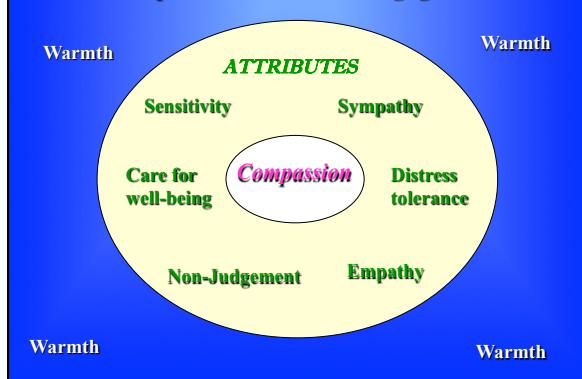 Warmth
Warmth
ATTRIBUTES
Sensitivity
Sympathy
Care for
well-being
Compassion
Distress
tolerance
Non-Judgement
Empathy
Warmth
Warmth